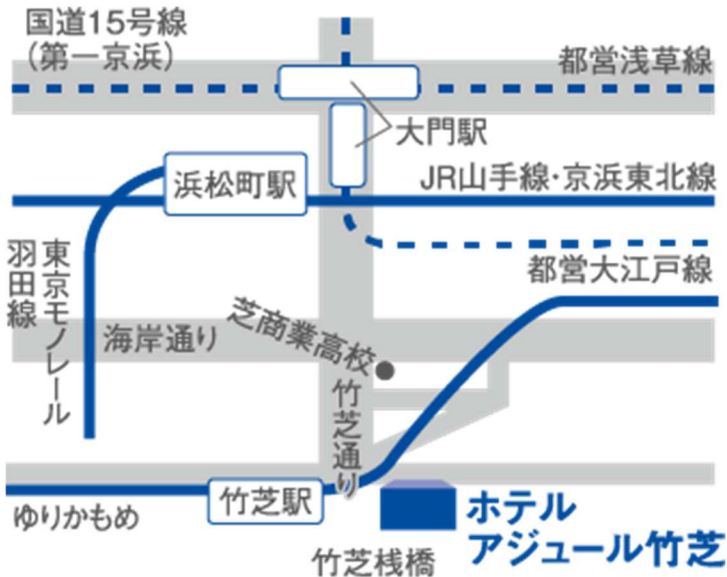 国道15号線
(第一京浜)
都営浅草線
大門駅
浜松町駅
JR山手線・京浜東北線
東京モノレール
羽田線
都営大江戸線
海岸通り
芝商業高校
竹芝通り
竹芝駅
ゆりかもめ
ホテル
アジュール竹芝
竹芝桟橋